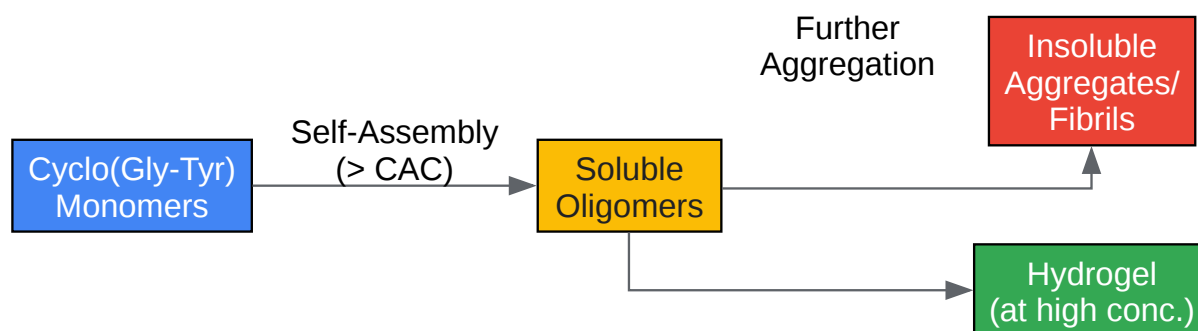 Further
Aggregation
Insoluble
Aggregates/
Fibrils
Self-Assembly
(> CAC)
Cyclo(Gly-Tyr)
Monomers
Soluble
Oligomers
Hydrogel
(at high conc.)